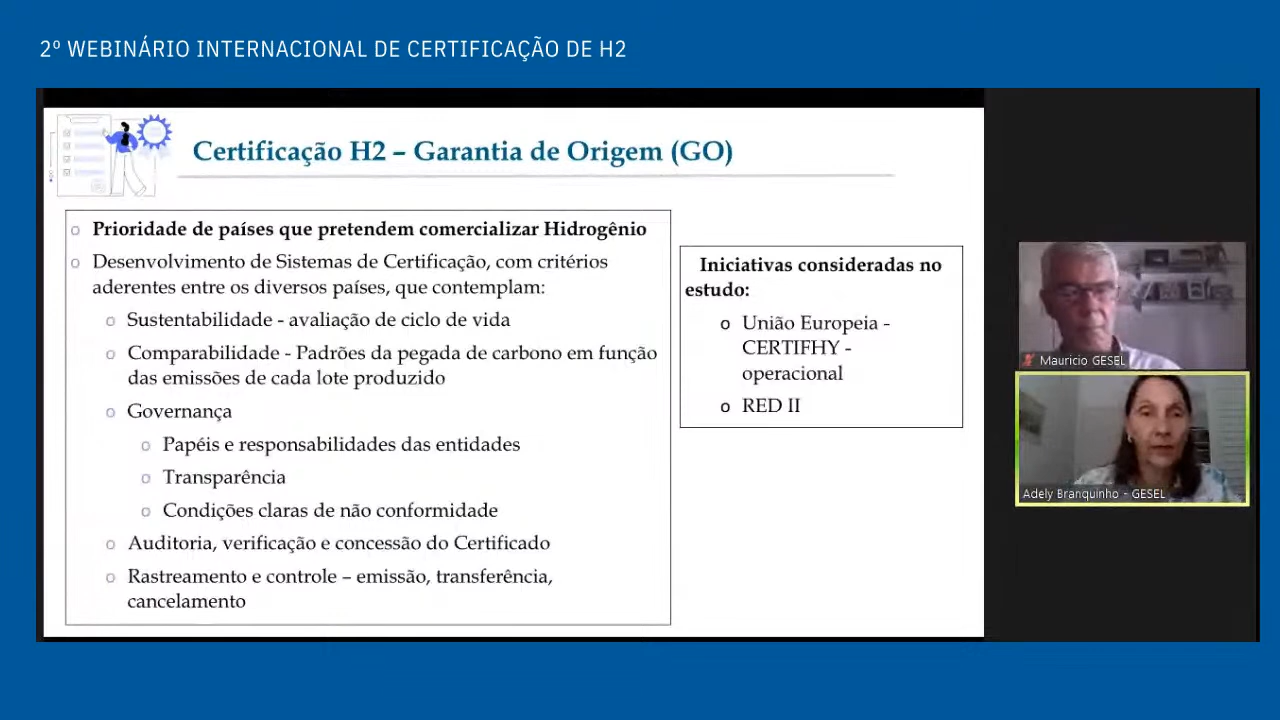 2º WEBINÁRIO INTERNACIONAL DE CERTIFICAÇÃO DE H2
Certificação H2 – Garantia de Origem (GO)
Prioridade de países que pretendem comercializar Hidrogênio
Desenvolvimento de Sistemas de Certificação, com critérios
aderentes entre os diversos países, que contemplam:
Sustentabilidade - avaliação de ciclo de vida
Comparabilidade - Padrões da pegada de carbono em função
das emissões de cada lote produzido
Governança
Papéis e responsabilidades das entidades
Transparência
Condições claras de não conformidade
Auditoria, verificação e concessão do Certificado
Rastreamento e controle – emissão, transferência,
cancelamento
Iniciativas consideradas no
estudo:
União Europeia -
CERTIFHY -
operacional
RED II
Mauricio GESEL
Adely Branquinho - GESEL